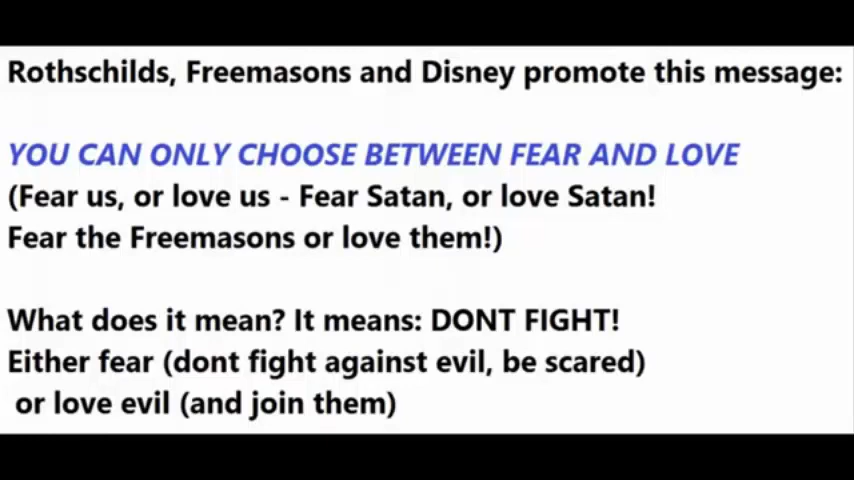 Rothschilds, Freemasons and Disney promote this message:
YOU CAN ONLY CHOOSE BETWEEN FEAR AND LOVE
(Fear us, or love us - Fear Satan, or love Satan!
Fear the Freemasons or love them!)
What does it mean? It means: DONT FIGHT!
Either fear (dont fight against evil, be scared)
or love evil (and join them)